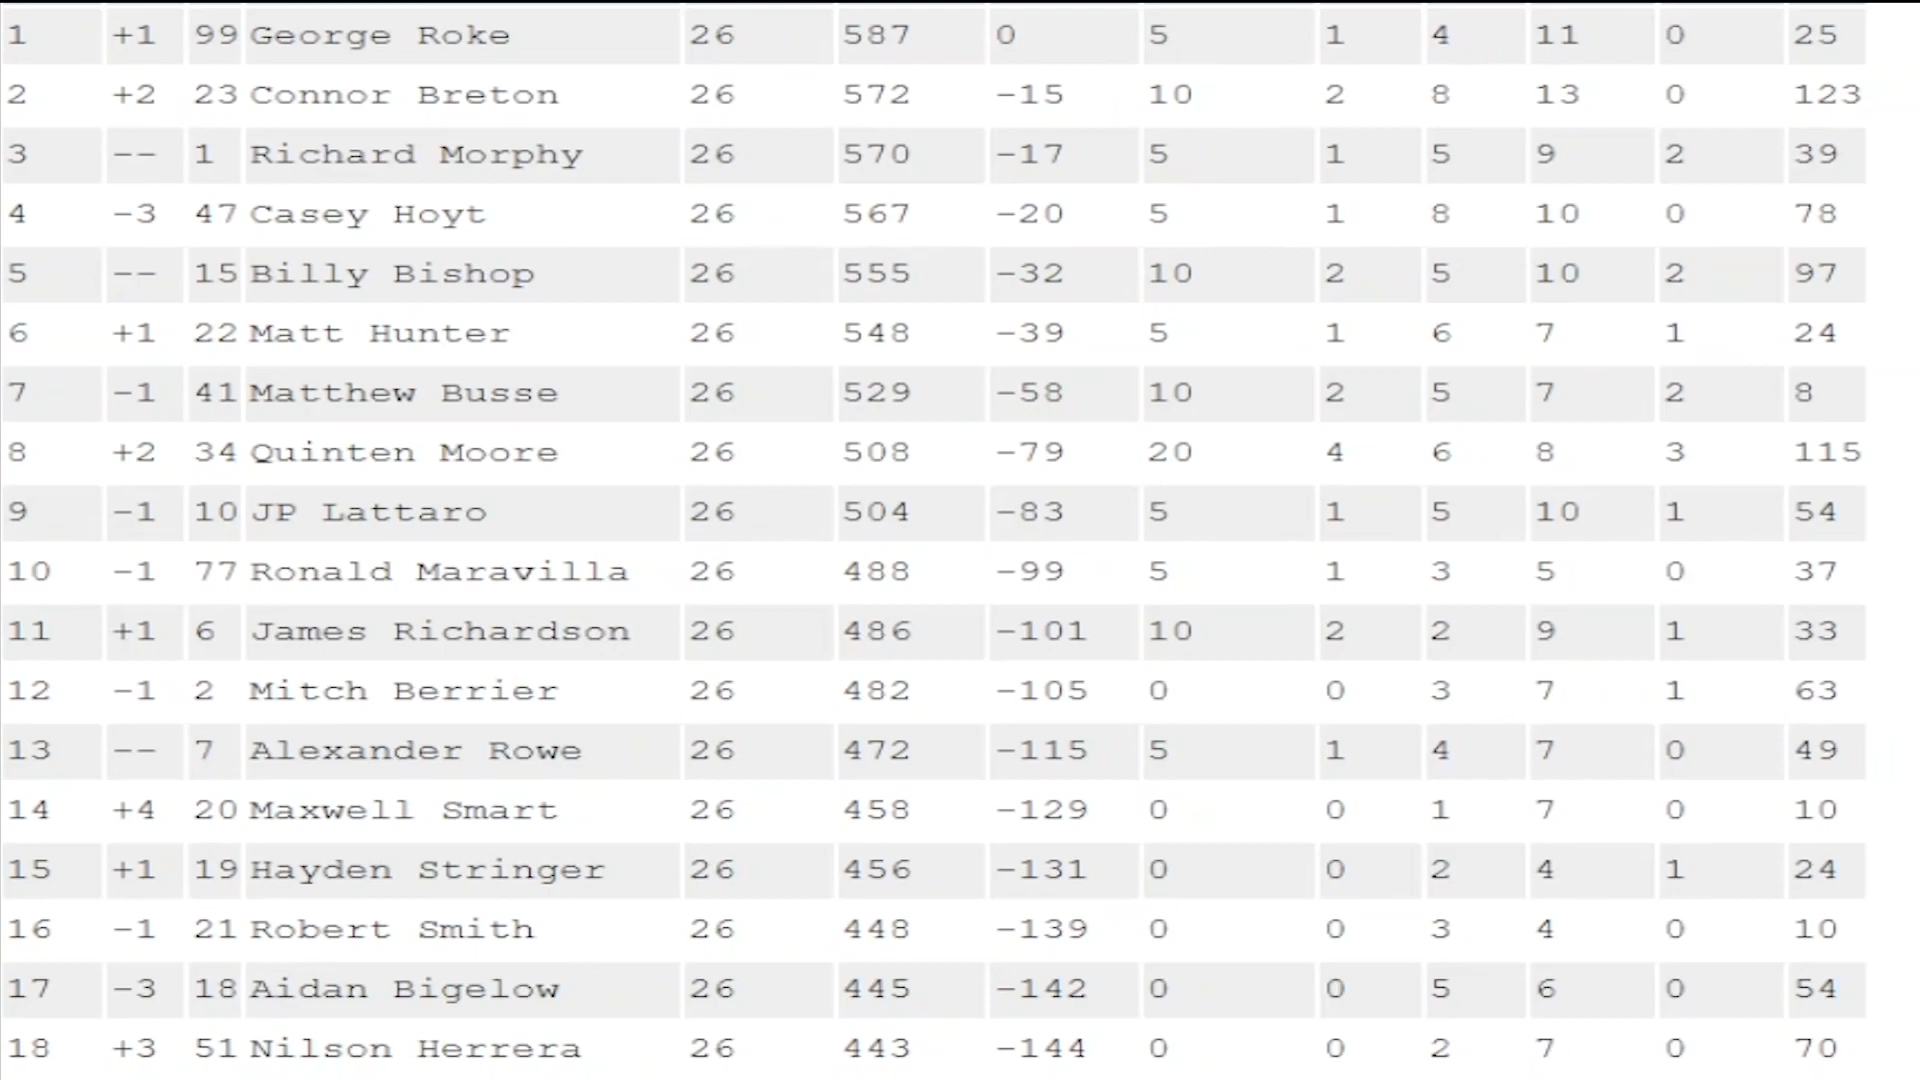 1 +1 99 George Roke 26 587 0 5 1 4 11 0 25
2 +2 23 Connor Breton 26 572 -15 10 2 8 13 0 123
3 -- 1 Richard Morphy 26 570 -17 5 1 5 9 2 39
4 -3 47 Casey Hoyt 26 567 -20 5 1 8 10 0 78
5 -- 15 Billy Bishop 26 555 -32 10 2 5 10 2 97
6 +1 22 Matt Hunter 26 548 -39 5 1 6 7 1 24
7 -1 41 Matthew Busse 26 529 -58 10 2 5 7 2 8
8 +2 34 Quinten Moore 26 508 -79 20 4 6 8 3 115
9 -1 10 JP Lattaro 26 504 -83 5 1 5 10 1 54
10 -1 77 Ronald Maravilla 26 488 -99 5 1 3 5 0 37
11 +1 6 James Richardson 26 486 -101 10 2 2 9 1 33
12 -1 2 Mitch Berrier 26 482 -105 0 0 3 7 1 63
13 -- 7 Alexander Rowe 26 472 -115 5 1 4 7 0 49
14 +4 20 Maxwell Smart 26 458 -129 0 0 1 7 0 10
15 +1 19 Hayden Stringer 26 456 -131 0 0 2 4 1 24
16 -1 21 Robert Smith 26 448 -139 0 0 3 4 0 10
17 -3 18 Aidan Bigelow 26 445 -142 0 0 5 6 0 54
18 +3 51 Nilson Herrera 26 443 -144 0 0 2 7 0 70